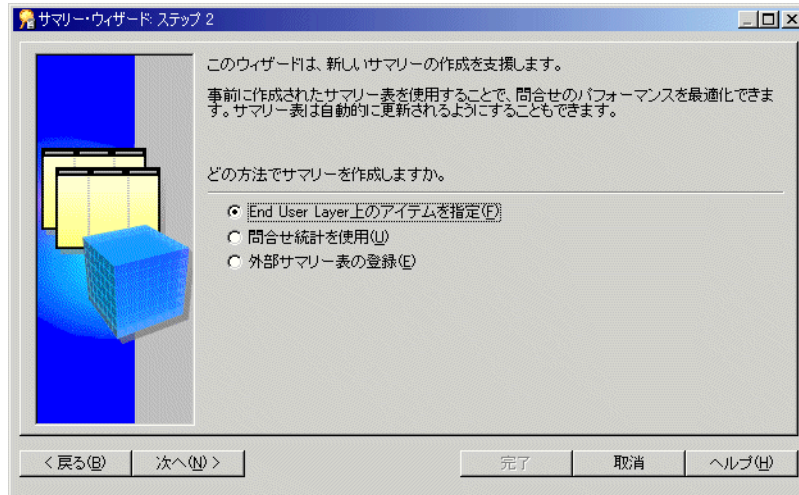 サマリー・ウィザード: ステップ 2
このウィザードは、新しいサマリーの作成を支援します。
事前に作成されたサマリー表を使用することで、問合せのパフォーマンスを最適化できま
す。サマリー表は自動的に更新されるようにすることもできます。
どの方法でサマリーを作成しますか。
End User Layer上のアイテムを指定(F)
問合せ統計を使用(U)
外部サマリー表の登録(E)
< 戻る(B) 次へ(N) > 完了 取消 ヘルプ(H)